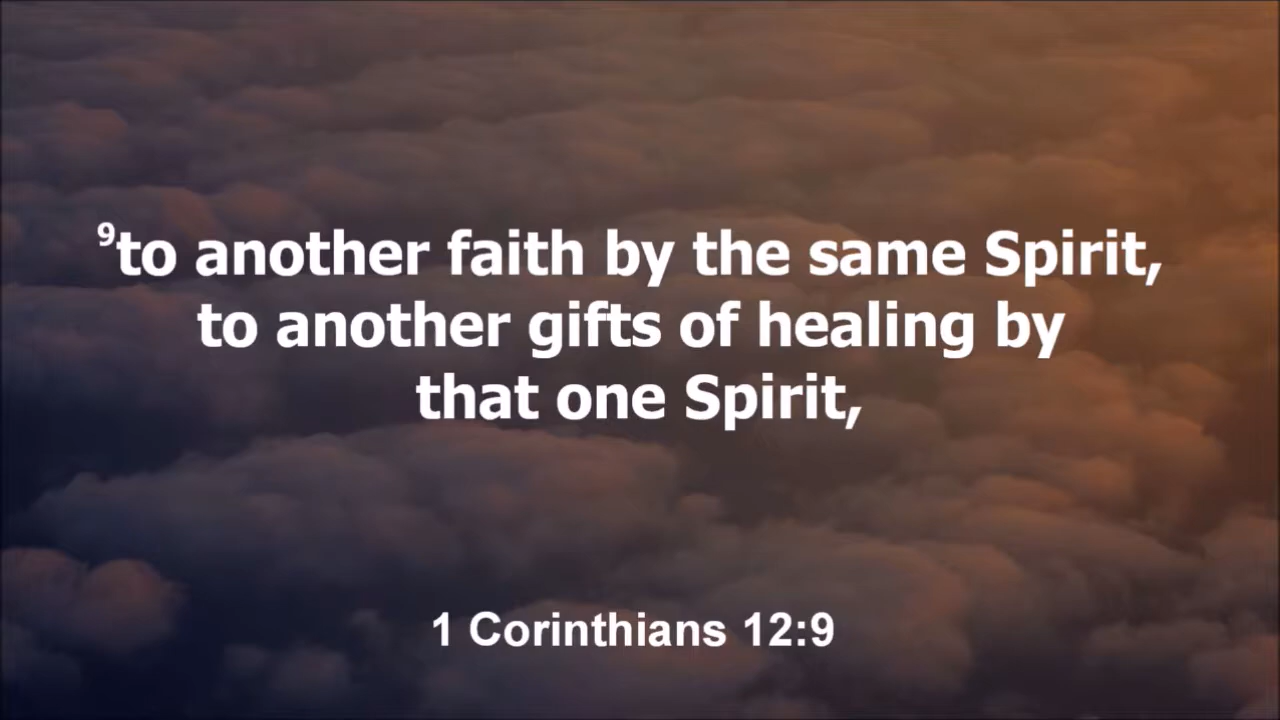 9to another faith by the same Spirit,
to another gifts of healing by
that one Spirit,
1 Corinthians 12:9